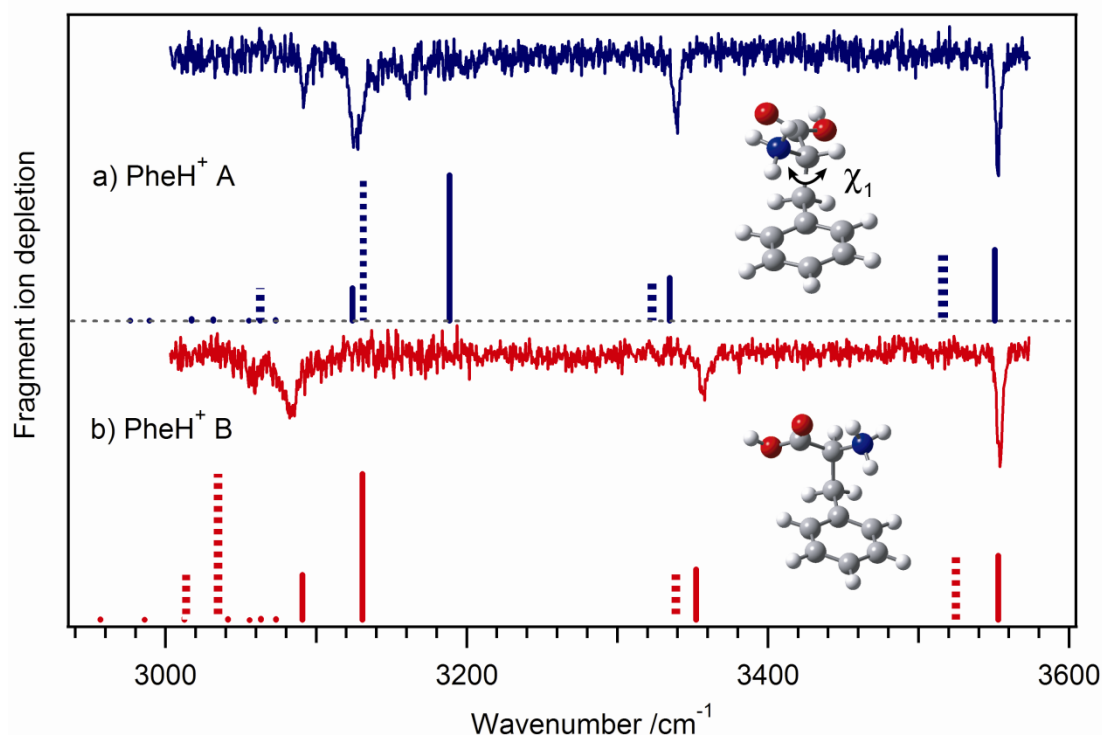 Fragment ion depletion
a) PheH⁺ A
χ₁
b) PheH⁺ B
3000 3200 3400 3600
Wavenumber /cm⁻¹